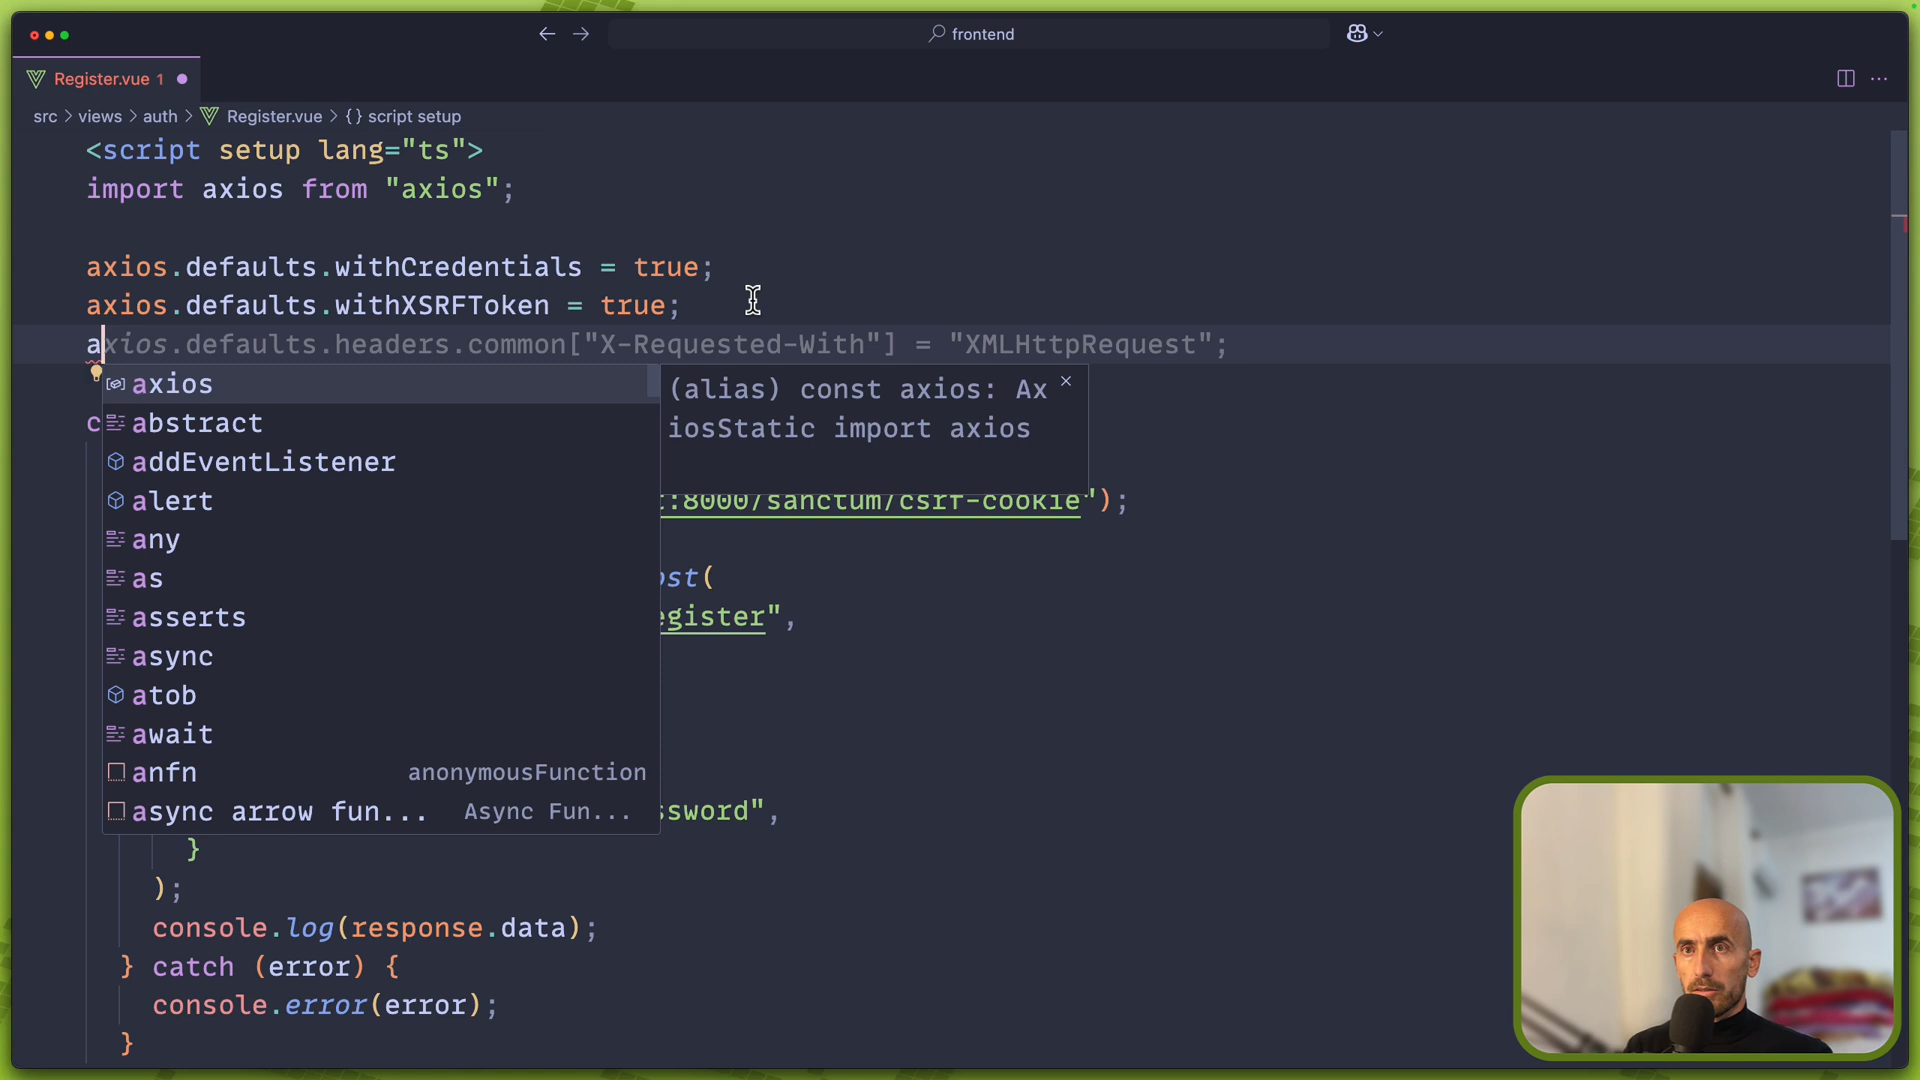 frontend
Register.vue 1
src > views > auth > Register.vue > {} script setup
<script setup lang="ts">
import axios from "axios";
axios.defaults.withCredentials = true;
axios.defaults.withXSRFToken = true;
axios.defaults.headers.common["X-Requested-With"] = "XMLHttpRequest";
axios
(alias) const axios: Ax
iosStatic import axios
abstract
c
addEventListener
alert
:8000/sanctum/csrf-cookie");
any
as
ost(
asserts
egister",
async
atob
await
anfn anonymousFunction
async arrow fun... Async Fun...
ssword",
}
);
console.log(response.data);
} catch (error) {
console.error(error);
}